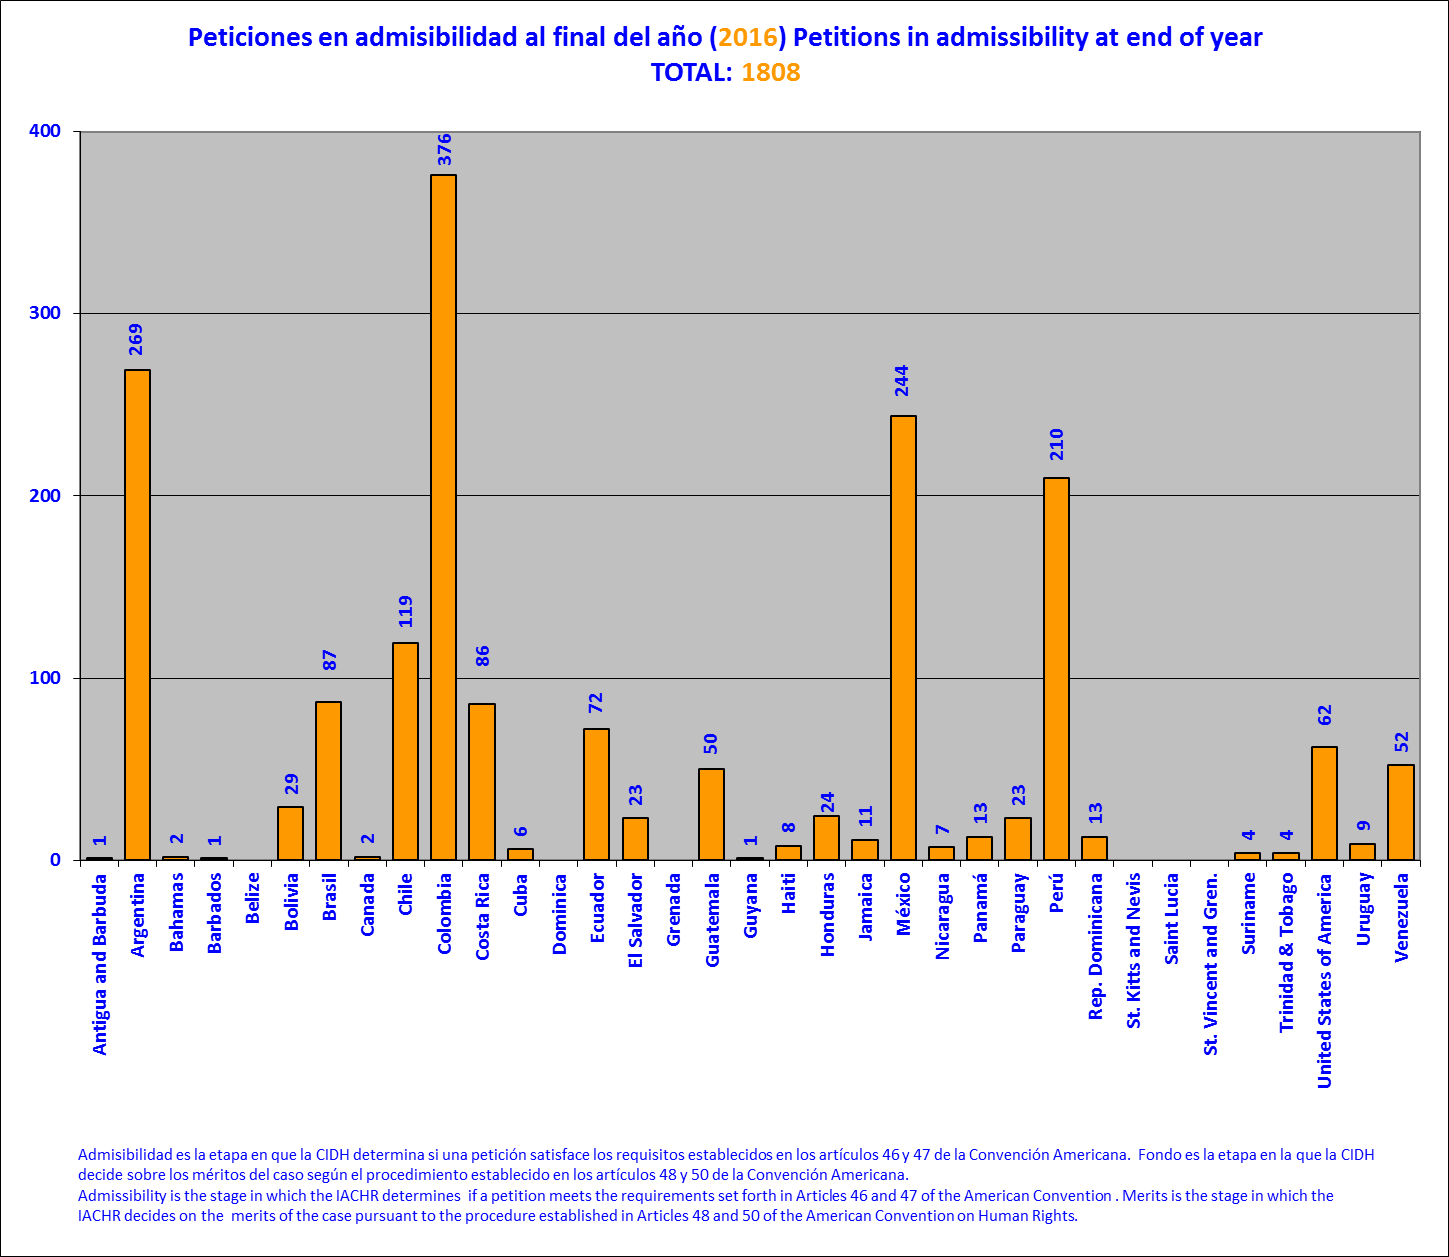 Peticiones en admisibilidad al final del año (2016) Petitions in admissibility at end of year
TOTAL: 1808
400
300
200
100
0
1
269
2
1
29
87
2
119
376
86
6
72
23
50
1
8
24
11
244
7
13
23
210
13
4
4
62
9
52
Antigua and Barbuda
Argentina
Bahamas
Barbados
Belize
Bolivia
Brasil
Canada
Chile
Colombia
Costa Rica
Cuba
Dominica
Ecuador
El Salvador
Grenada
Guatemala
Guyana
Haiti
Honduras
Jamaica
México
Nicaragua
Panamá
Paraguay
Perú
Rep. Dominicana
St. Kitts and Nevis
Saint Lucia
St. Vincent and Gren.
Suriname
Trinidad & Tobago
United States of America
Uruguay
Venezuela
Admisibilidad es la etapa en que la CIDH determina si una petición satisface los requisitos establecidos en los artículos 46 y 47 de la Convención Americana. Fondo es la etapa en la que la CIDH
decide sobre los méritos del caso según el procedimiento establecido en los artículos 48 y 50 de la Convención Americana.
Admissibility is the stage in which the IACHR determines if a petition meets the requirements set forth in Articles 46 and 47 of the American Convention . Merits is the stage in which the
IACHR decides on the merits of the case pursuant to the procedure established in Articles 48 and 50 of the American Convention on Human Rights.